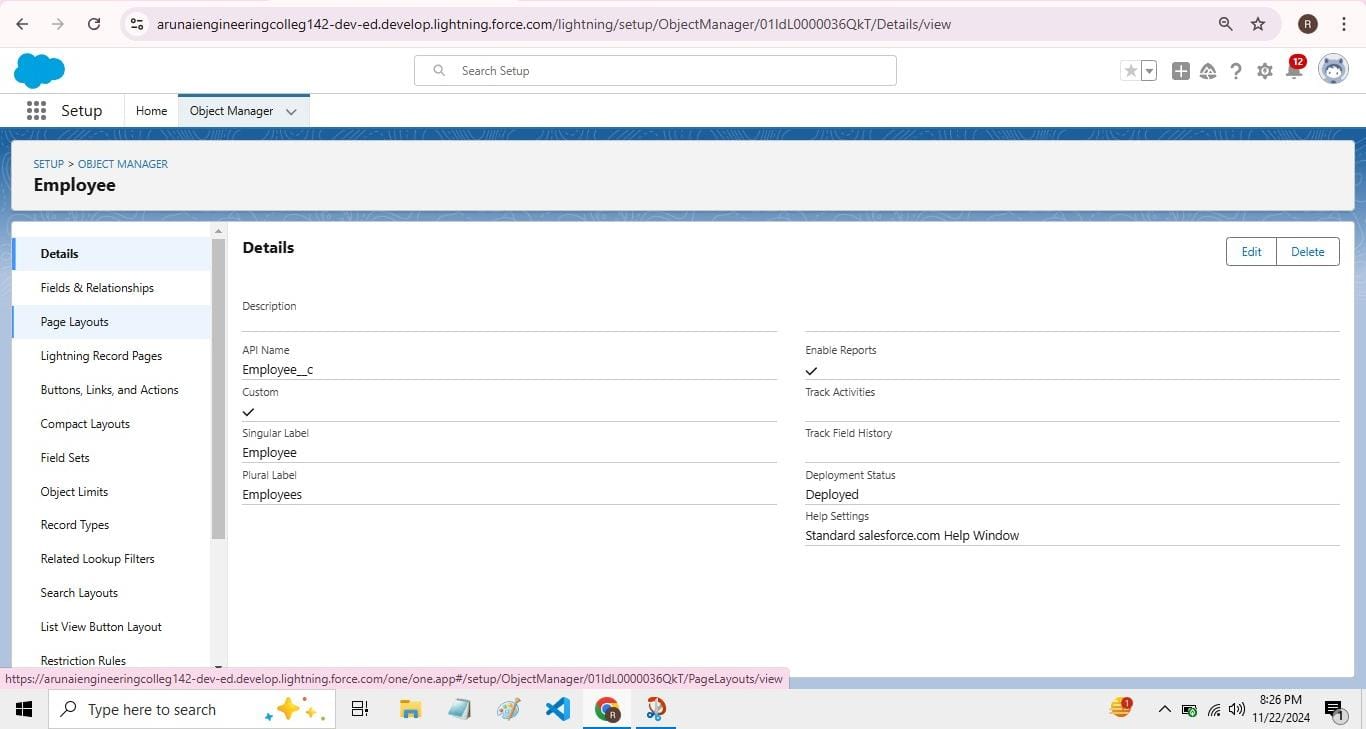 arunaiengineeringcolleg142-dev-ed.develop.lightning.force.com/lightning/setup/ObjectManager/01IdL0000036QkT/Details/view
R
Search Setup
12
Setup
Home
Object Manager
SETUP > OBJECT MANAGER
Employee
Details
Fields & Relationships
Page Layouts
Lightning Record Pages
Buttons, Links, and Actions
Compact Layouts
Field Sets
Object Limits
Record Types
Related Lookup Filters
Search Layouts
List View Button Layout
Restriction Rules
Details
Edit
Delete
Description
API Name
Employee__c
Custom
Singular Label
Employee
Plural Label
Employees
Enable Reports
Track Activities
Track Field History
Deployment Status
Deployed
Help Settings
Standard salesforce.com Help Window
https://arunaiengineeringcolleg142-dev-ed.develop.lightning.force.com/one/one.app#/setup/ObjectManager/01IdL0000036QkT/PageLayouts/view
Type here to search
R
1
8:26 PM
11/22/2024
1